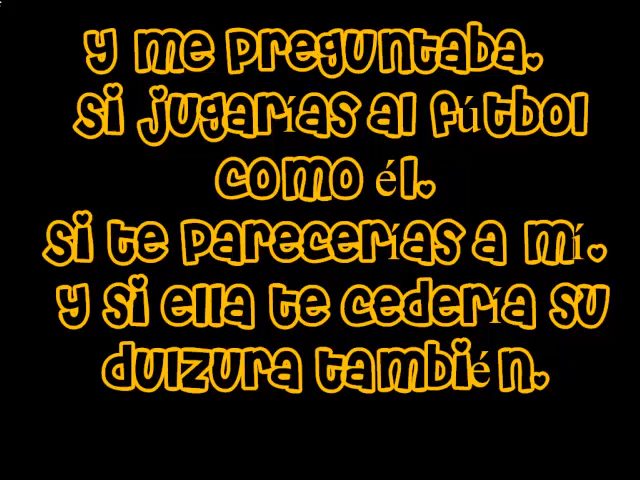 y me preguntaba.
si jugarías al fútbol
como él.
si te parecerías a mí.
y si ella te cedería su
dulzura también.